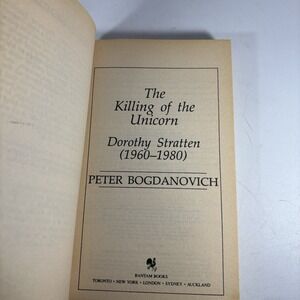 The
Killing of the
Unicorn
Dorothy Stratten
(1960–1980)
PETER BOGDANOVICH
BANTAM BOOKS
TORONTO · NEW YORK · LONDON · SYDNEY · AUCKLAND